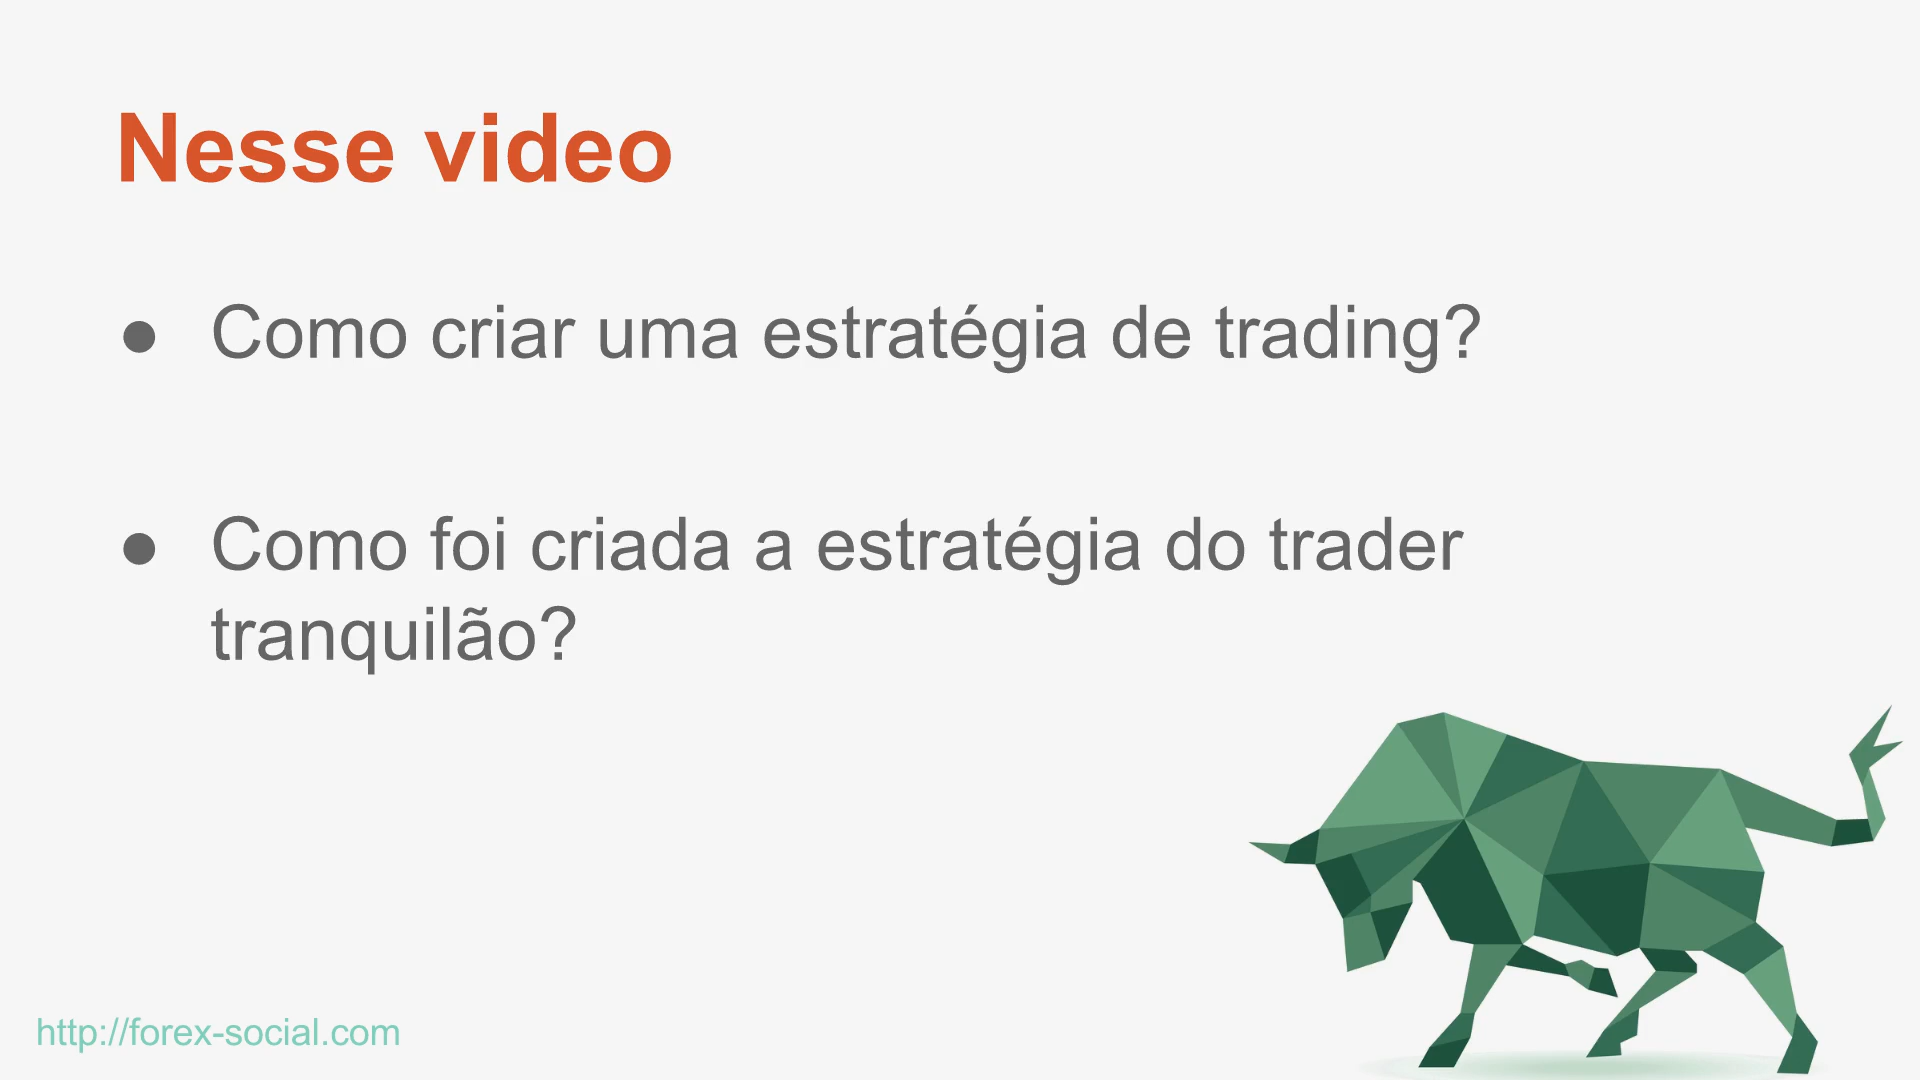 Nesse video
● Como criar uma estratégia de trading?
● Como foi criada a estratégia do trader
tranquilão?
http://forex-social.com